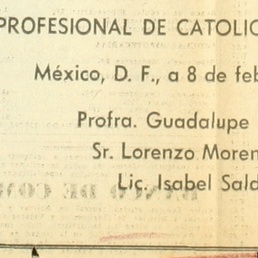 PROFESIONAL DE CATOLIC
México, D. F., a 8 de feb
Profra. Guadalupe
Sr. Lorenzo Moren
Lic. Isabel Sald